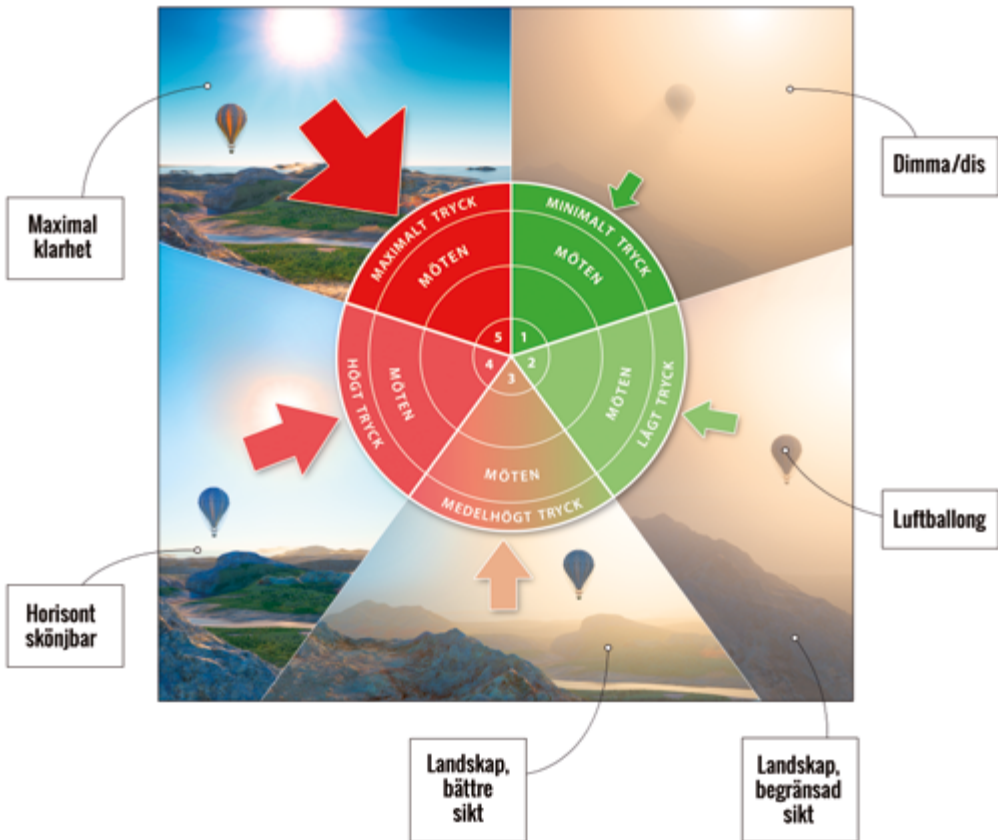 Maximal
klarhet
Dimma/dis
MAXIMALT TRYCK
MÖTEN
5
MINIMALT TRYCK
MÖTEN
1
HÖGT TRYCK
MÖTEN
4
LÅGT TRYCK
MÖTEN
2
3
MÖTEN
MEDELHÖGT TRYCK
Luftballong
Horisont
skönjbar
Landskap,
bättre
sikt
Landskap,
begränsad
sikt